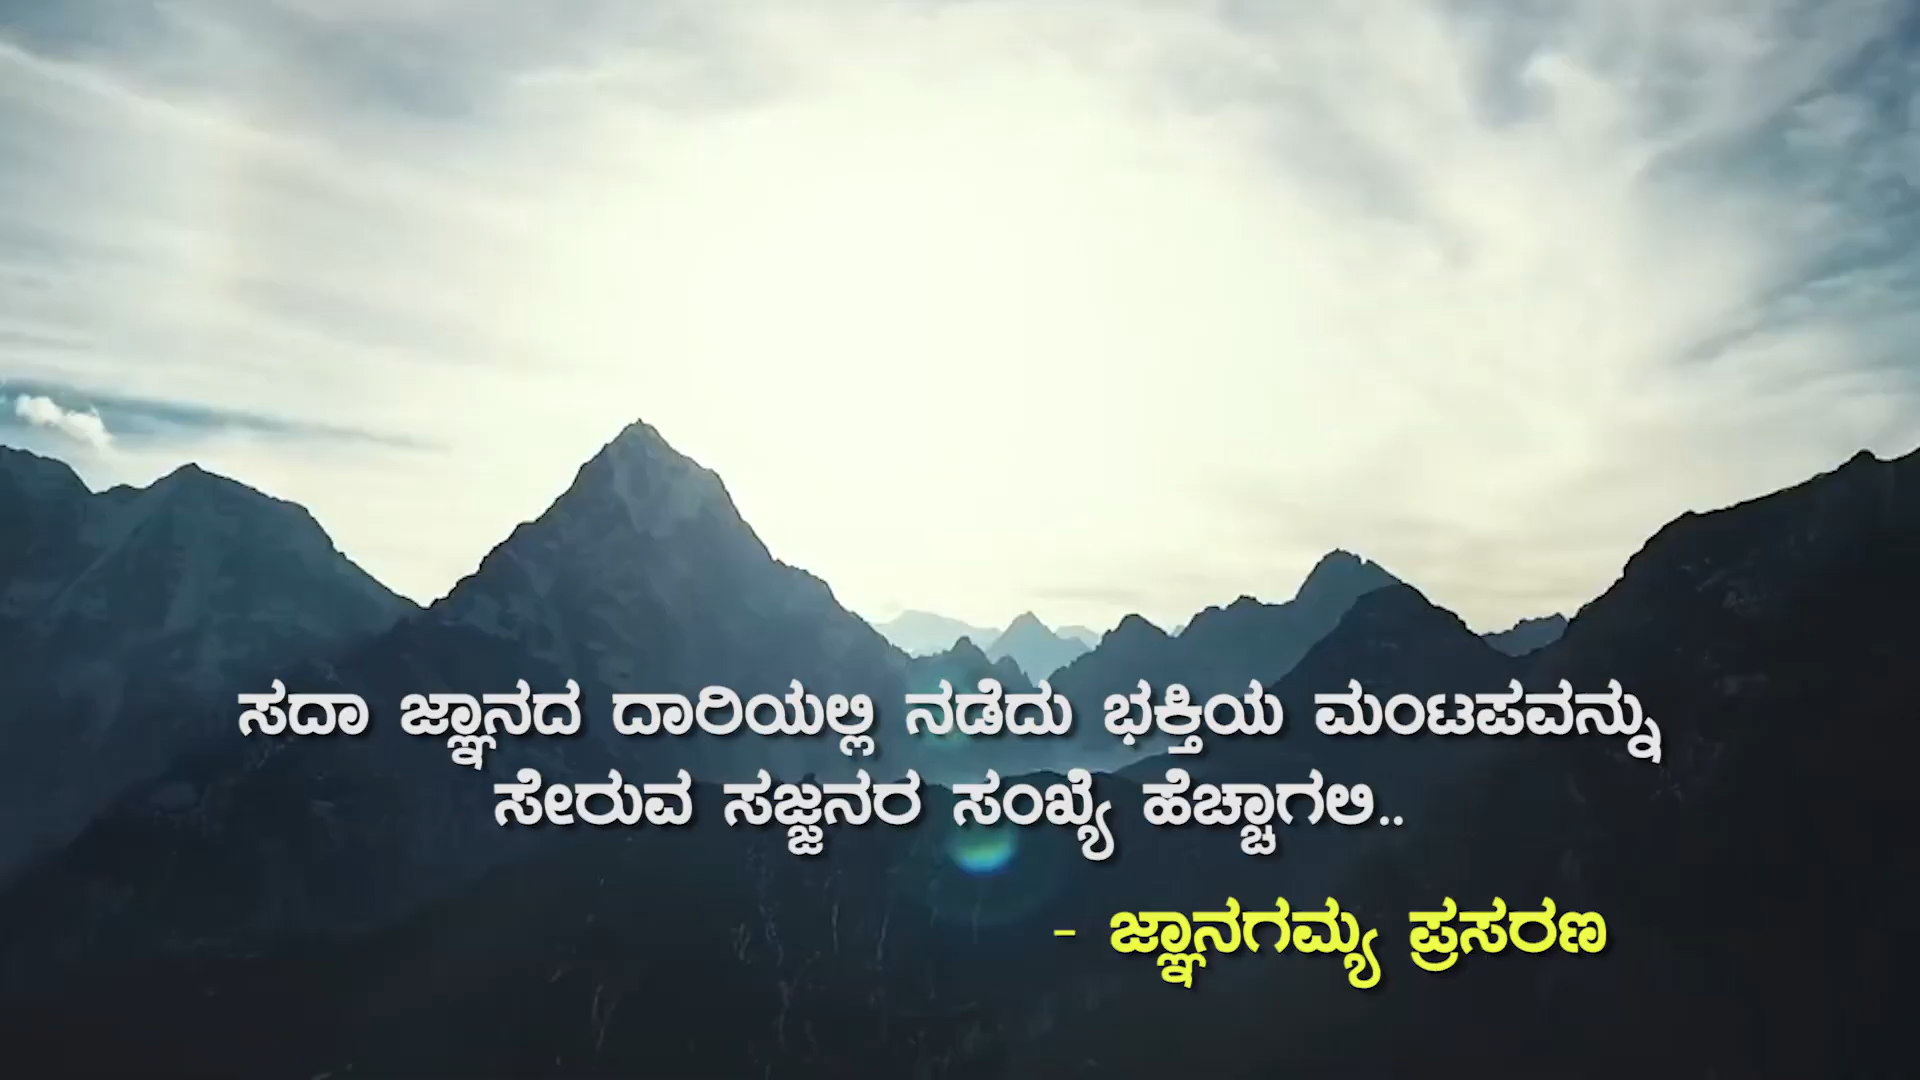 ಸದಾ ಜ್ಞಾನದ ದಾರಿಯಲ್ಲಿ ನಡೆದು ಭಕ್ತಿಯ ಮಂಟಪವನ್ನು
ಸೇರುವ ಸಜ್ಜನರ ಸಂಖ್ಯೆ ಹೆಚ್ಚಾಗಲಿ..
- ಜ್ಞಾನಗಮ್ಯ ಪ್ರಸರಣ